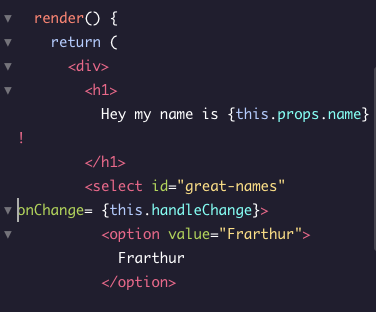 render() {
return (
<div>
<h1>
Hey my name is {this.props.name}
!
</h1>
<select id="great-names"
onChange= {this.handleChange}>
<option value="Frarthur">
Frarthur
</option>